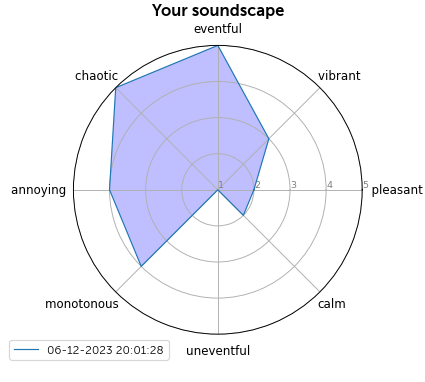 Your soundscape
eventful
chaotic
vibrant
annoying
1
2
3
4
5
pleasant
monotonous
calm
uneventful
06-12-2023 20:01:28